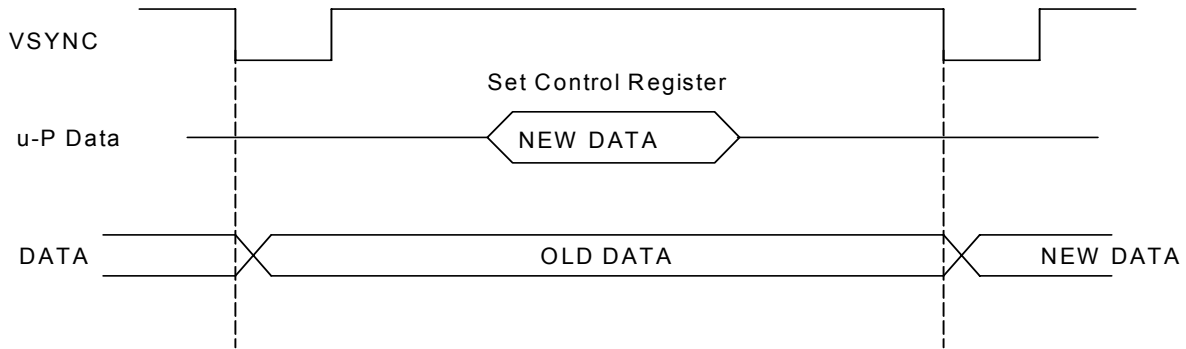 VSYNC
Set Control Register
u-P Data
NEW DATA
DATA
OLD DATA
NEW DATA